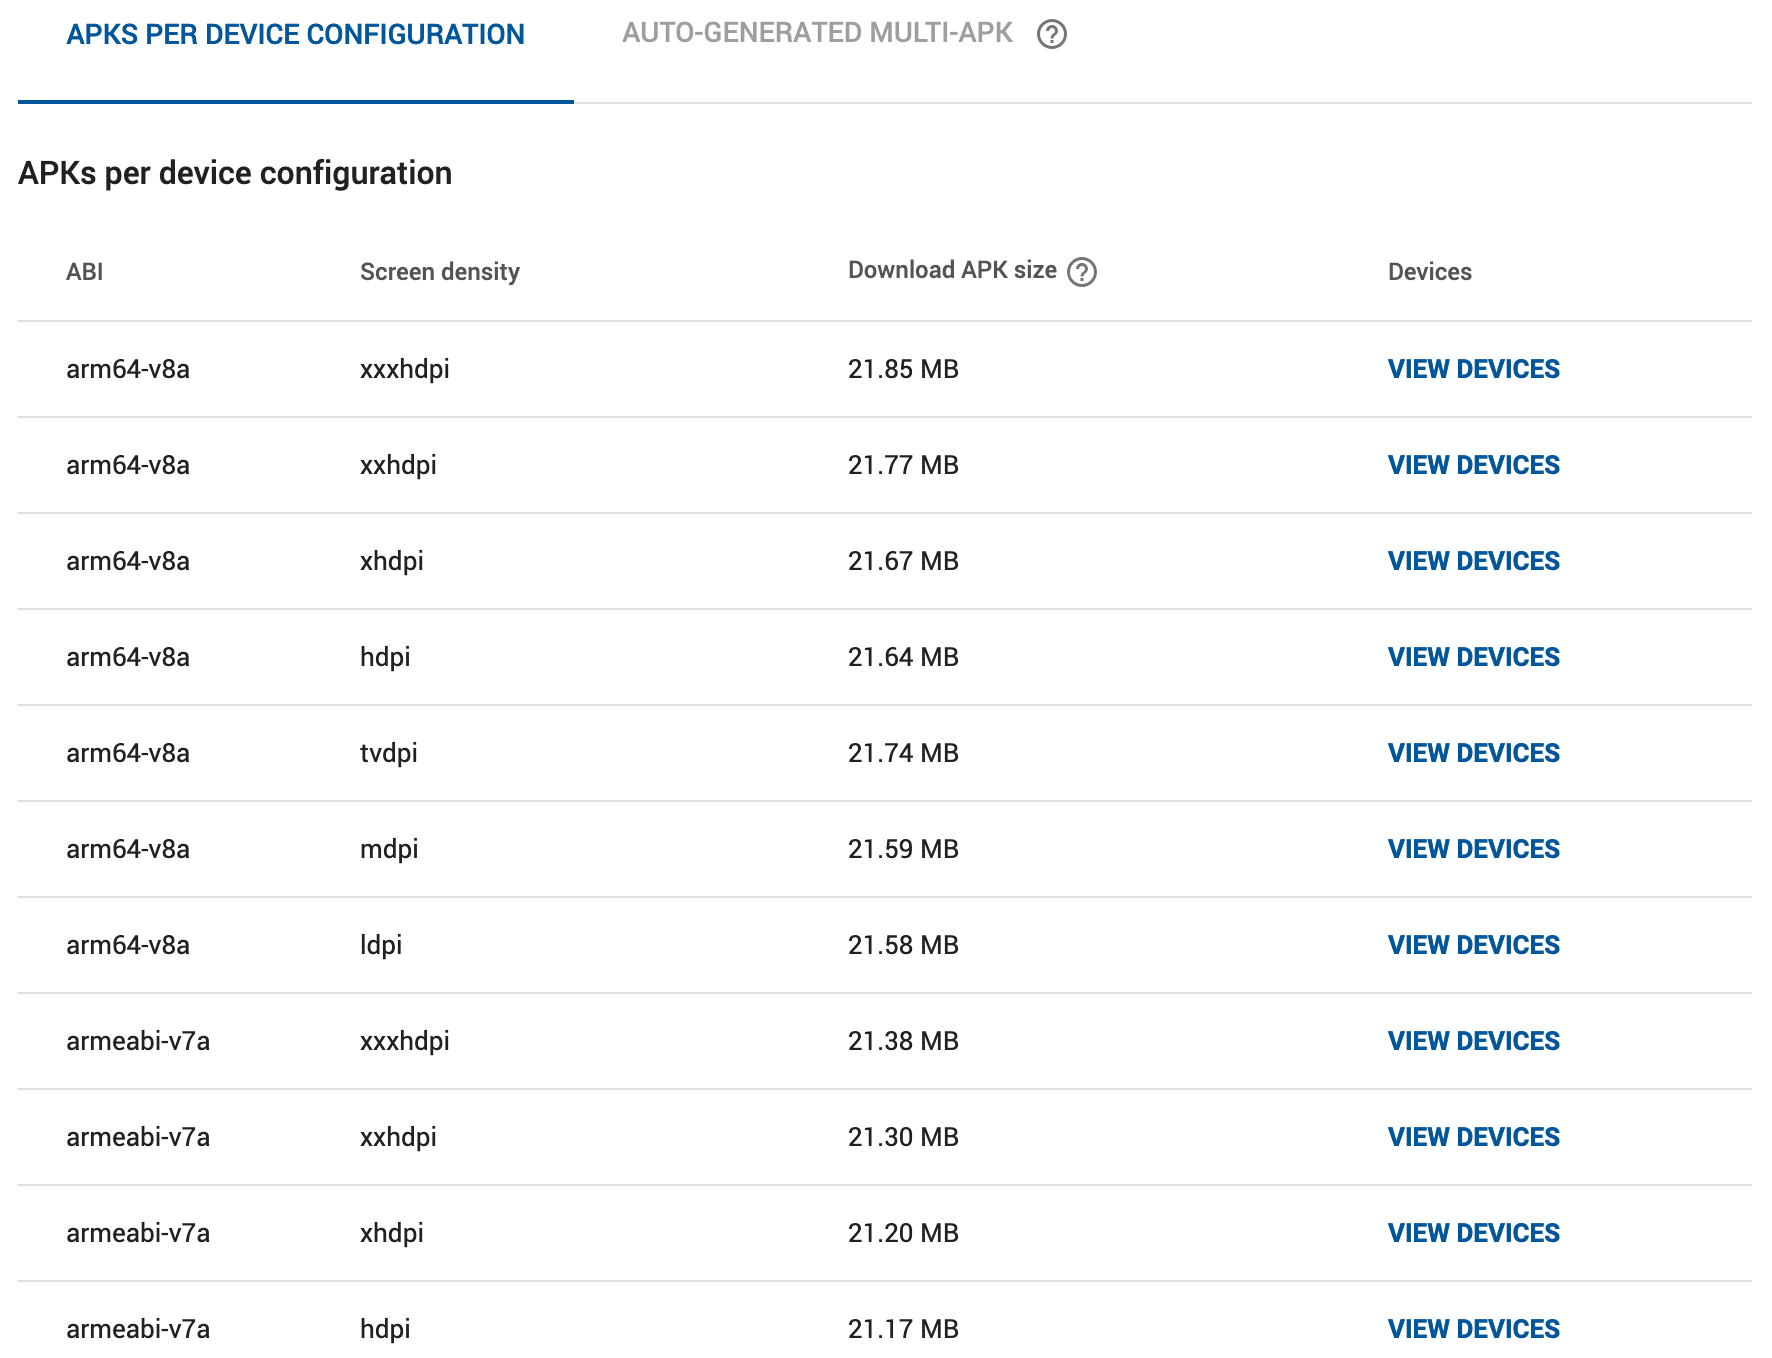 APKS PER DEVICE CONFIGURATION AUTO-GENERATED MULTI-APK ?
APKs per device configuration
ABI Screen density Download APK size ? Devices
arm64-v8a xxxhdpi 21.85 MB VIEW DEVICES
arm64-v8a xxhdpi 21.77 MB VIEW DEVICES
arm64-v8a xhdpi 21.67 MB VIEW DEVICES
arm64-v8a hdpi 21.64 MB VIEW DEVICES
arm64-v8a tvdpi 21.74 MB VIEW DEVICES
arm64-v8a mdpi 21.59 MB VIEW DEVICES
arm64-v8a ldpi 21.58 MB VIEW DEVICES
armeabi-v7a xxxhdpi 21.38 MB VIEW DEVICES
armeabi-v7a xxhdpi 21.30 MB VIEW DEVICES
armeabi-v7a xhdpi 21.20 MB VIEW DEVICES
armeabi-v7a hdpi 21.17 MB VIEW DEVICES